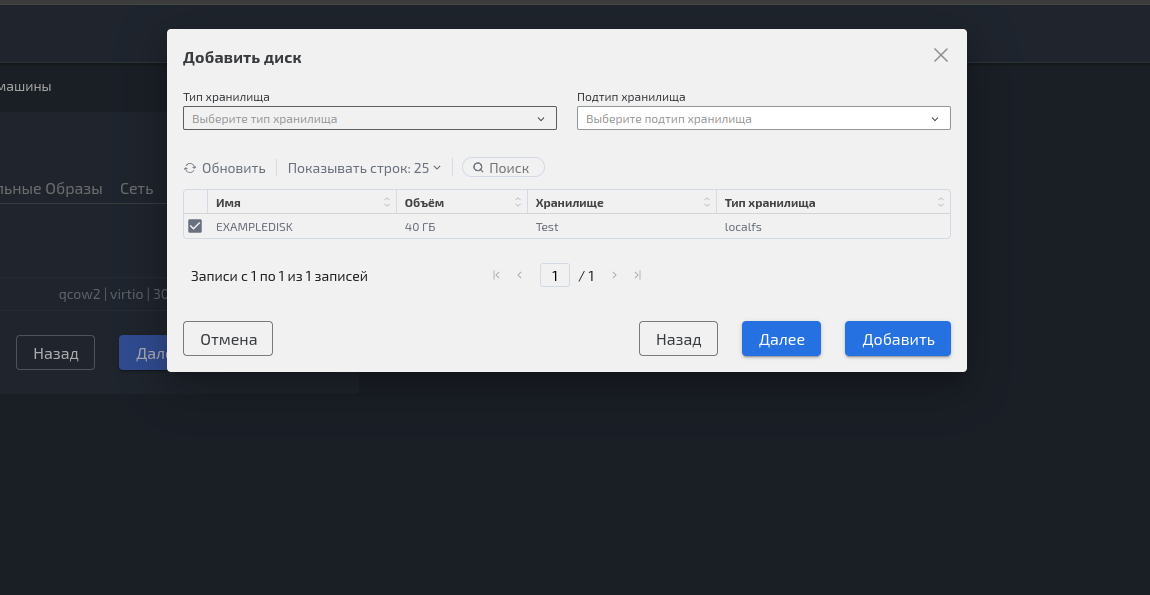 Добавить диск
машины
Тип хранилища
Подтип хранилища
Выберите тип хранилища
Выберите подтип хранилища
Обновить
Показывать строк: 25
Поиск
льные Образы
Сеть
Имя
Объём
Хранилище
Тип хранилища
EXAMPLEDISK
40 ГБ
Test
localfs
Записи с 1 по 1 из 1 записей
1
/ 1
qcow2 | virtio | 30
Отмена
Назад
Далее
Добавить
Назад
Дале